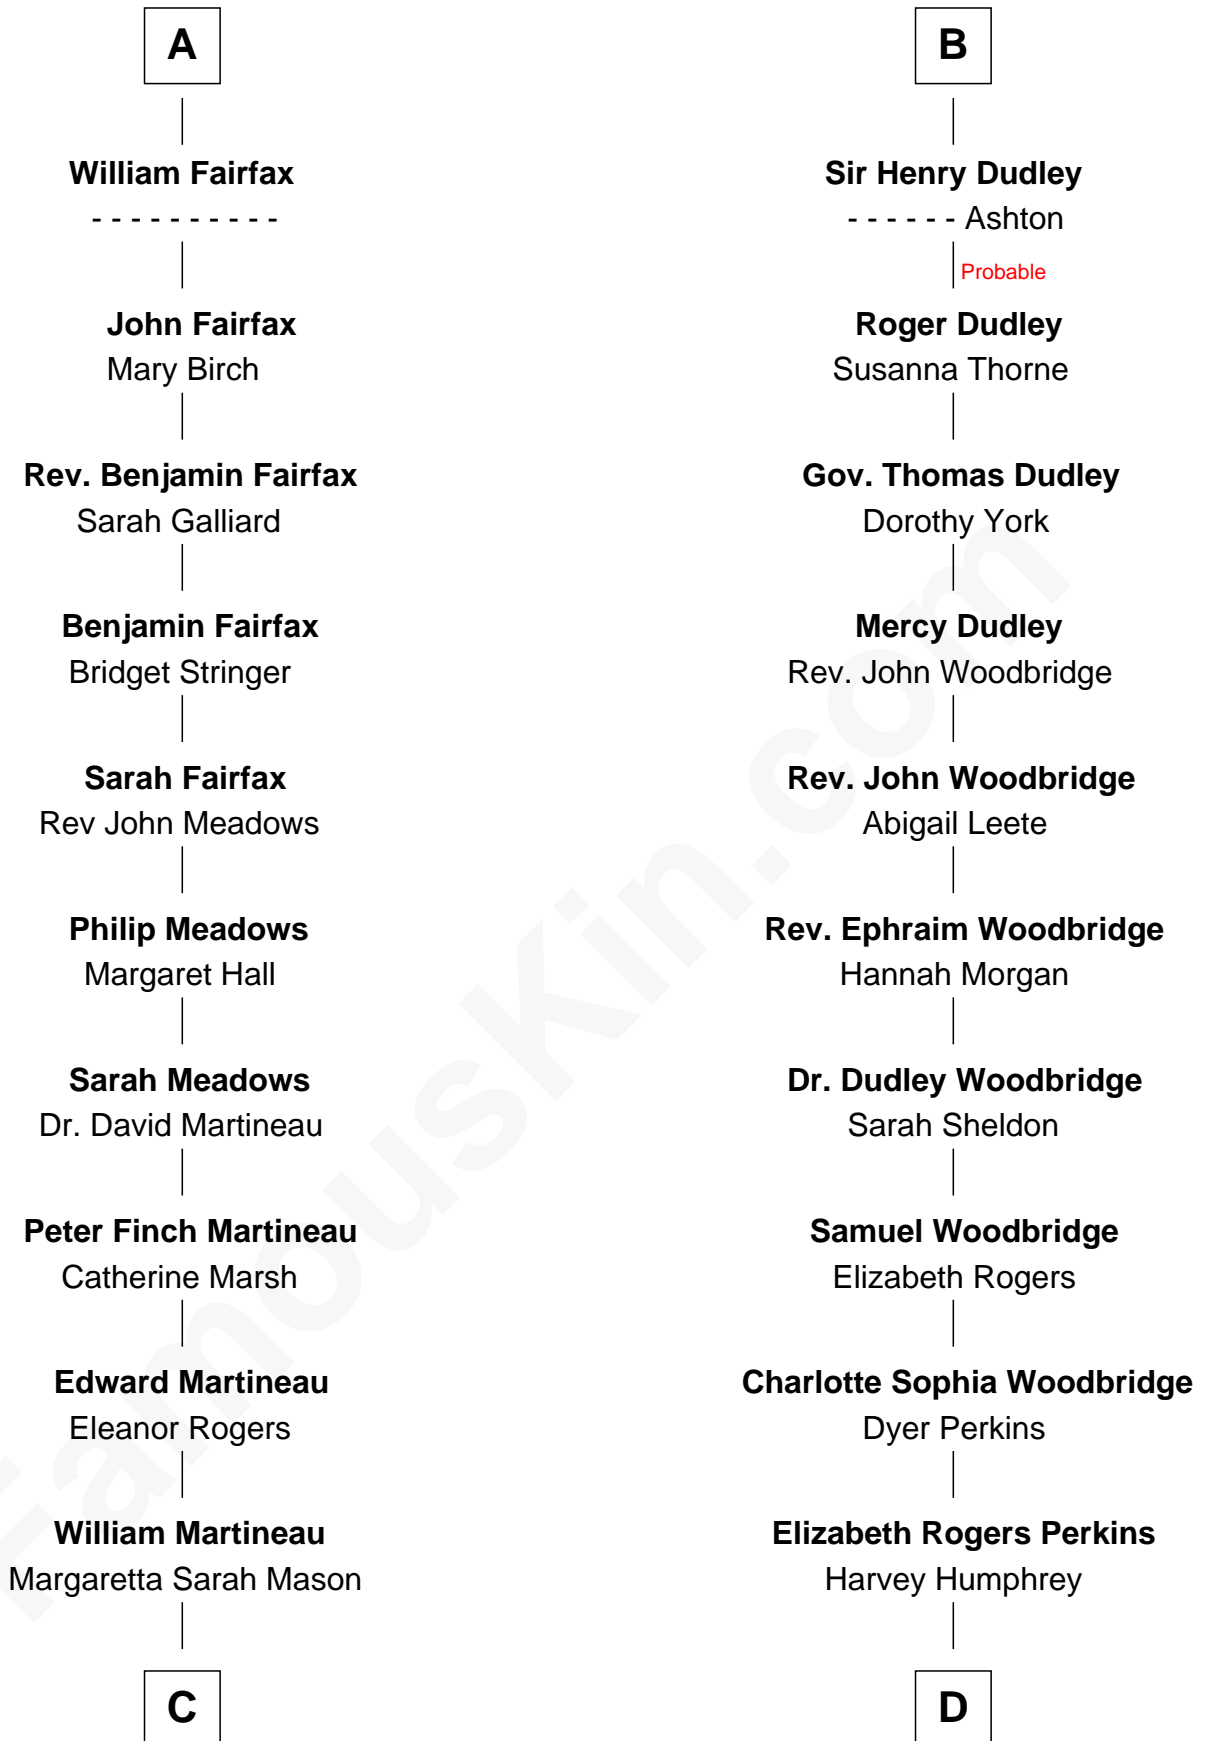 A
William Fairfax
- - - - - - - - - -
John Fairfax
Mary Birch
Rev. Benjamin Fairfax
Sarah Galliard
Benjamin Fairfax
Bridget Stringer
Sarah Fairfax
Rev John Meadows
Philip Meadows
Margaret Hall
Sarah Meadows
Dr. David Martineau
Peter Finch Martineau
Catherine Marsh
Edward Martineau
Eleanor Rogers
William Martineau
Margaretta Sarah Mason
C
B
Sir Henry Dudley
- - - - - - Ashton
Probable
Roger Dudley
Susanna Thorne
Gov. Thomas Dudley
Dorothy York
Mercy Dudley
Rev. John Woodbridge
Rev. John Woodbridge
Abigail Leete
Rev. Ephraim Woodbridge
Hannah Morgan
Dr. Dudley Woodbridge
Sarah Sheldon
Samuel Woodbridge
Elizabeth Rogers
Charlotte Sophia Woodbridge
Dyer Perkins
Elizabeth Rogers Perkins
Harvey Humphrey
D
FamousKin.com